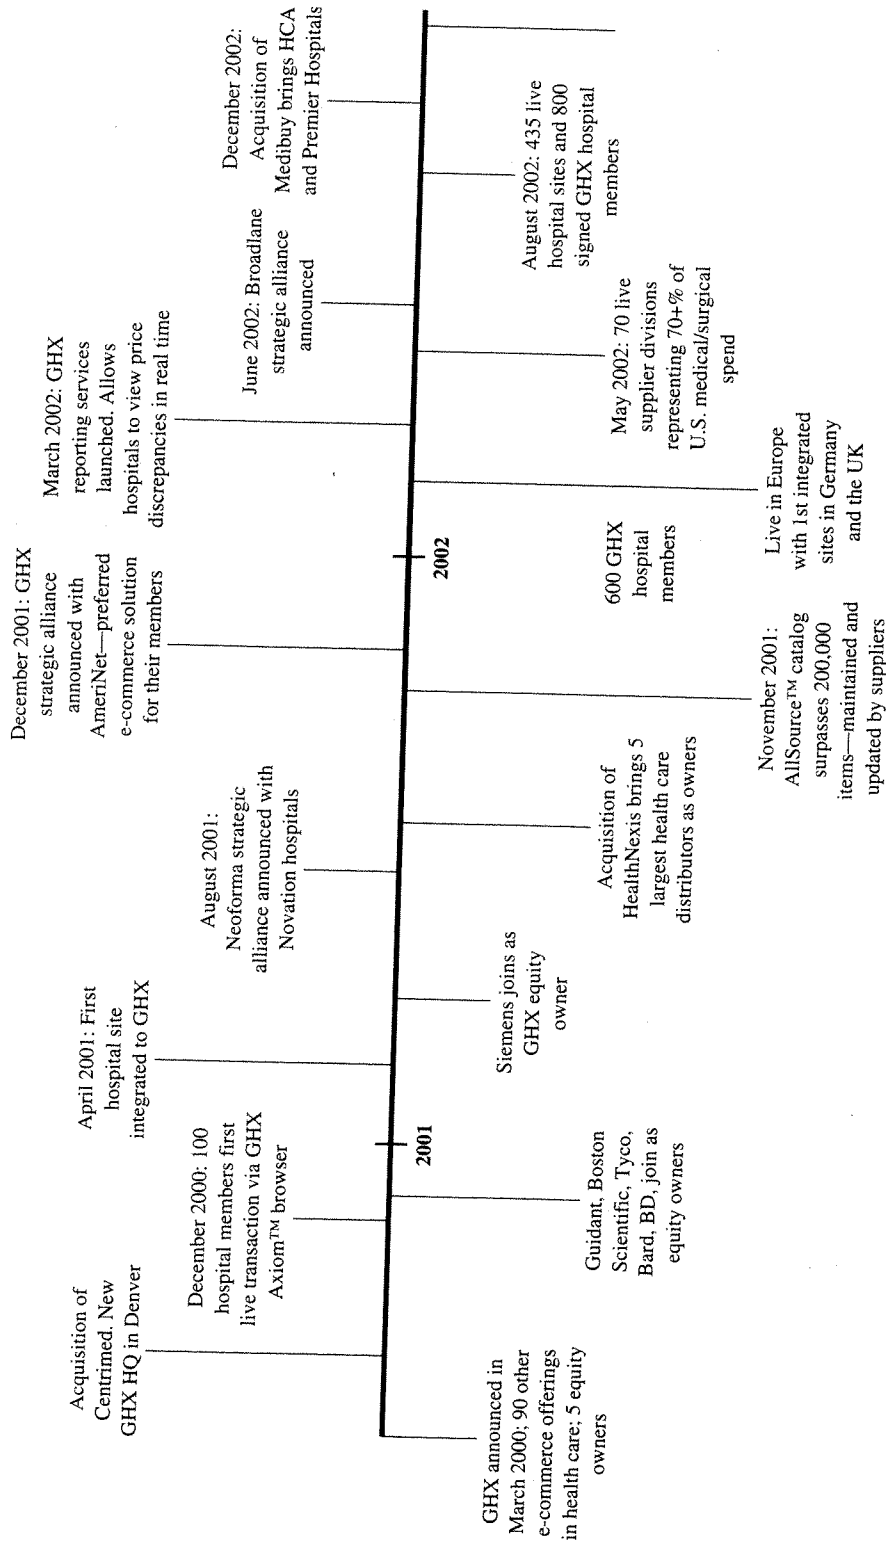 GHX announced in
March 2000; 90 other
e-commerce offerings
in health care; 5 equity
owners
Acquisition of
Centrimed. New
GHX HQ in Denver
December 2000: 100
hospital members first
live transaction via GHX
Axiom™ browser
Guidant, Boston
Scientific, Tyco,
Bard, BD, join as
equity owners
2001
April 2001: First
hospital site
integrated to GHX
Siemens joins as
GHX equity
owner
August 2001:
Neoforma strategic
alliance announced with
Novation hospitals
Acquisition of
HealthNexis brings 5
largest health care
distributors as owners
November 2001:
AllSource™ catalog
surpasses 200,000
items—maintained and
updated by suppliers
December 2001: GHX
strategic alliance
announced with
AmeriNet—preferred
e-commerce solution
for their members
2002
600 GHX
hospital
members
Live in Europe
with 1st integrated
sites in Germany
and the UK
March 2002: GHX
reporting services
launched. Allows
hospitals to view price
discrepancies in real time
May 2002: 70 live
supplier divisions
representing 70+% of
U.S. medical/surgical
spend
June 2002: Broadlane
strategic alliance
announced
August 2002: 435 live
hospital sites and 800
signed GHX hospital
members
December 2002:
Acquisition of
Medibuy brings HCA
and Premier Hospitals